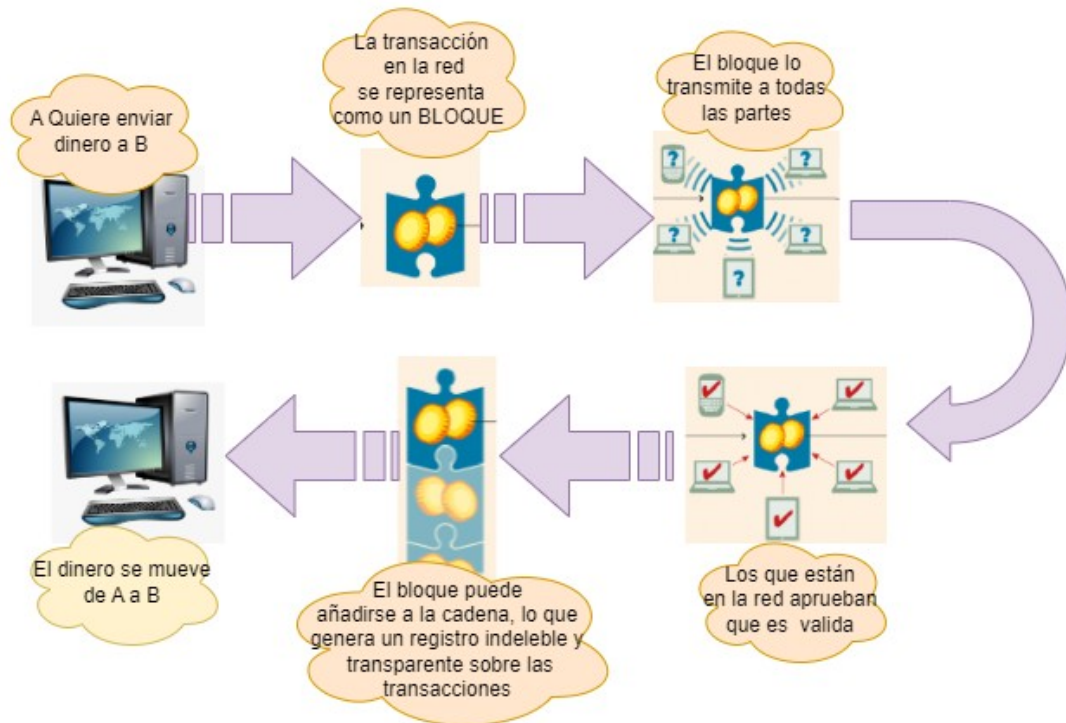 A Quiere enviar
dinero a B
La transacción
en la red
se representa
como un BLOQUE
El bloque lo
transmite a todas
las partes
?
?
?
?
?
Los que están
en la red aprueban
que es valida
El bloque puede
añadirse a la cadena, lo que
genera un registro indeleble y
transparente sobre las
transacciones
El dinero se mueve
de A a B